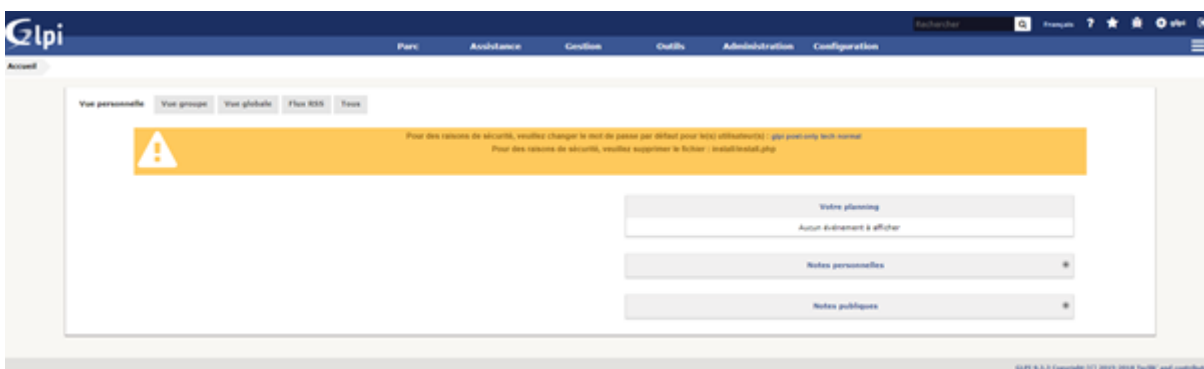 Glpi
Rechercher Français ? glpi
Parc Assistance Gestion Outils Administration Configuration
Accueil
Vue personnelle Vue groupe Vue globale Flux RSS Tous
Pour des raisons de sécurité, veuillez changer le mot de passe par défaut pour le(s) utilisateur(s) : glpi post-only tech normal
Pour des raisons de sécurité, veuillez supprimer le fichier : install/install.php
Votre planning
Aucun événement à afficher
Notes personnelles
Notes publiques